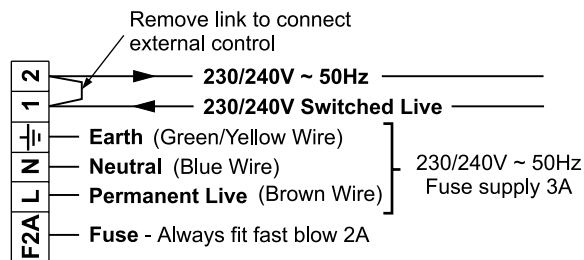 Remove link to connect
external control
2 230/240V ~ 50Hz
1 230/240V Switched Live
Earth (Green/Yellow Wire)
N Neutral (Blue Wire)
L Permanent Live (Brown Wire)
230/240V ~ 50Hz
Fuse supply 3A
F2A Fuse - Always fit fast blow 2A